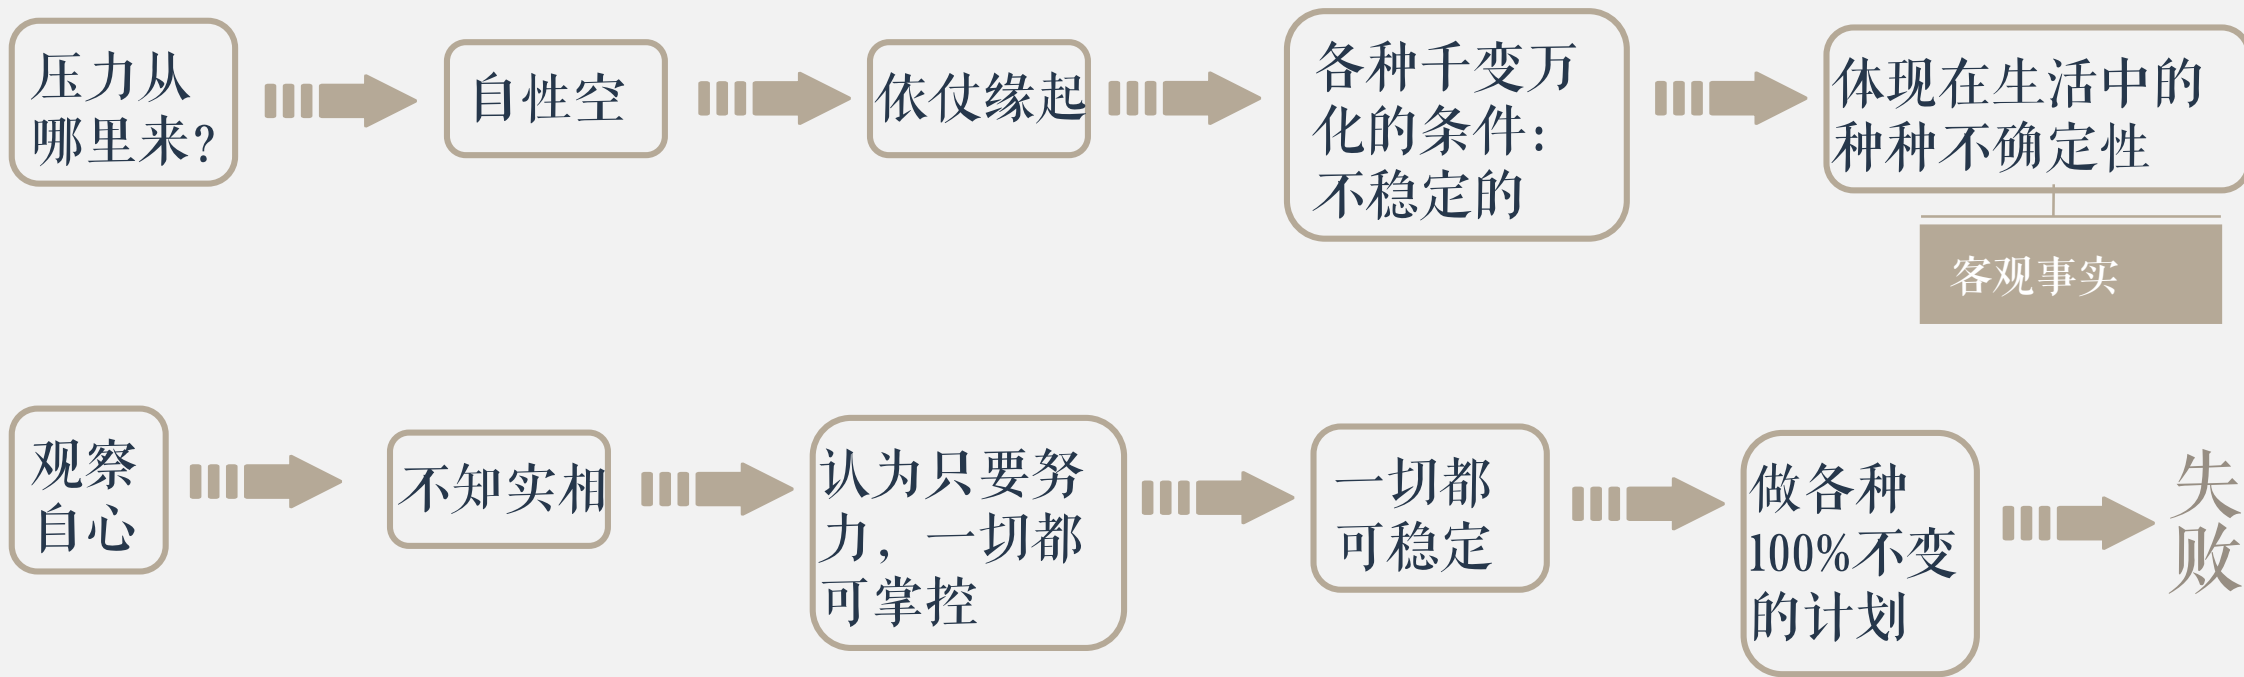 压力从
哪里来？
自性空
依仗缘起
各种千变万
化的条件：
不稳定的
体现在生活中的
种种不确定性
客观事实
观察
自心
不知实相
认为只要努
力，一切都
可掌控
一切都
可稳定
做各种
100%不变
的计划
失
败